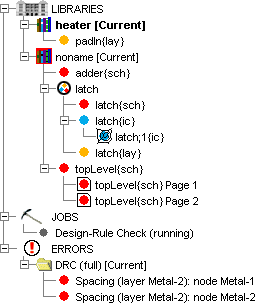 LIBRARIES
heater [Current]
padIn{lay}
noname [Current]
adder{sch}
latch
latch{sch}
latch{ic}
latch;1{ic}
latch{lay}
topLevel{sch}
topLevel{sch} Page 1
topLevel{sch} Page 2
JOBS
Design-Rule Check (running)
ERRORS
DRC (full) [Current]
Spacing (layer Metal-2): node Metal-1
Spacing (layer Metal-2): node Metal-2